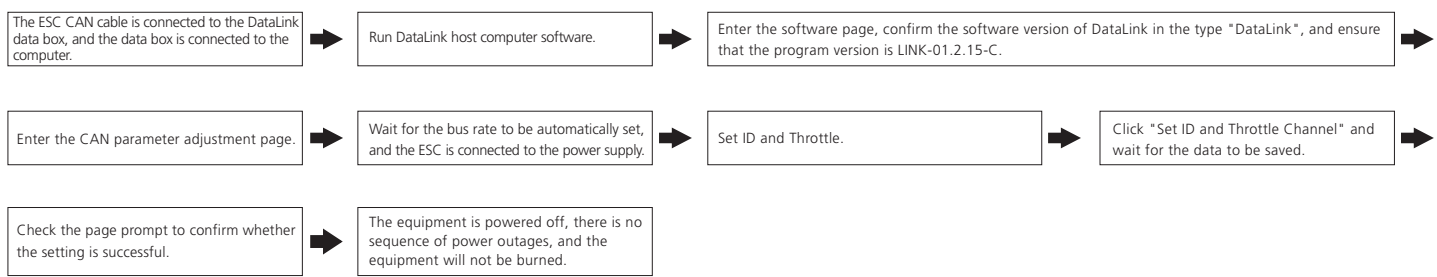 The ESC CAN cable is connected to the DataLink
data box, and the data box is connected to the
computer.
Run DataLink host computer software.
Enter the software page, confirm the software version of DataLink in the type "DataLink", and ensure
that the program version is LINK-01.2.15-C.
Enter the CAN parameter adjustment page.
Wait for the bus rate to be automatically set,
and the ESC is connected to the power supply.
Set ID and Throttle.
Click "Set ID and Throttle Channel" and
wait for the data to be saved.
Check the page prompt to confirm whether
the setting is successful.
The equipment is powered off, there is no
sequence of power outages, and the
equipment will not be burned.